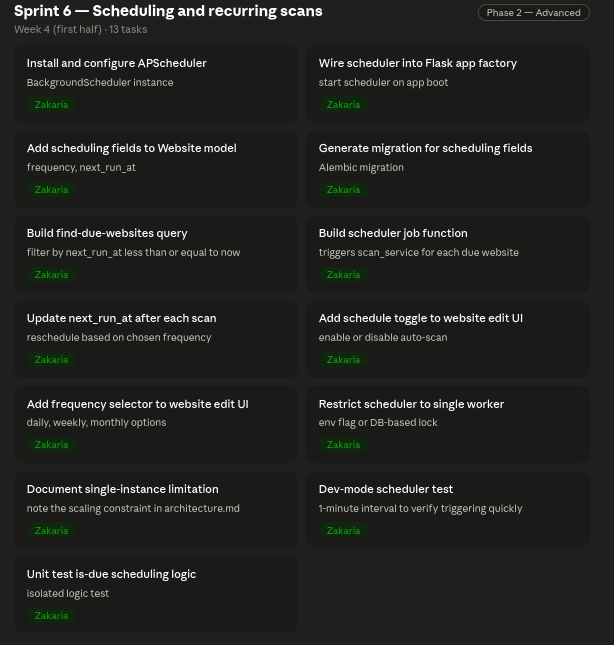 Sprint 6 — Scheduling and recurring scans
Phase 2 — Advanced
Week 4 (first half) · 13 tasks
Install and configure APScheduler
BackgroundScheduler instance
Zakaria
Wire scheduler into Flask app factory
start scheduler on app boot
Zakaria
Add scheduling fields to Website model
frequency, next_run_at
Zakaria
Generate migration for scheduling fields
Alembic migration
Zakaria
Build find-due-websites query
filter by next_run_at less than or equal to now
Zakaria
Build scheduler job function
triggers scan_service for each due website
Zakaria
Update next_run_at after each scan
reschedule based on chosen frequency
Zakaria
Add schedule toggle to website edit UI
enable or disable auto-scan
Zakaria
Add frequency selector to website edit UI
daily, weekly, monthly options
Zakaria
Restrict scheduler to single worker
env flag or DB-based lock
Zakaria
Document single-instance limitation
note the scaling constraint in architecture.md
Zakaria
Dev-mode scheduler test
1-minute interval to verify triggering quickly
Zakaria
Unit test is-due scheduling logic
isolated logic test
Zakaria